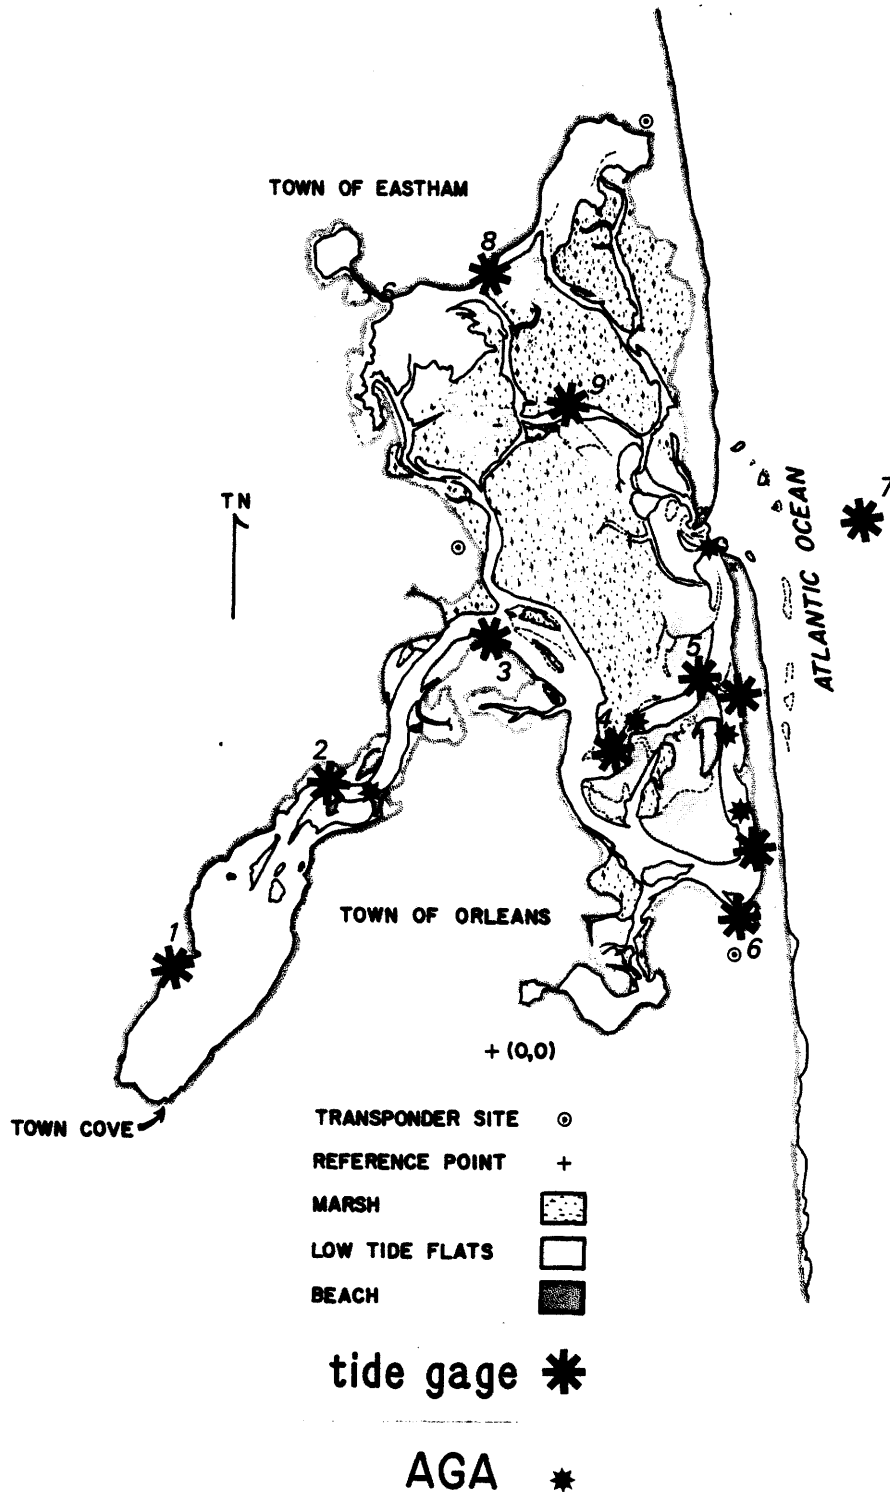 TOWN OF EASTHAM
8
6
9
7
TN
ATLANTIC OCEAN
5
3
4
2
TOWN OF ORLEANS
1
6
+ (0,0)
TOWN COVE
TRANSPONDER SITE
REFERENCE POINT +
MARSH
LOW TIDE FLATS
BEACH
tide gage
AGA